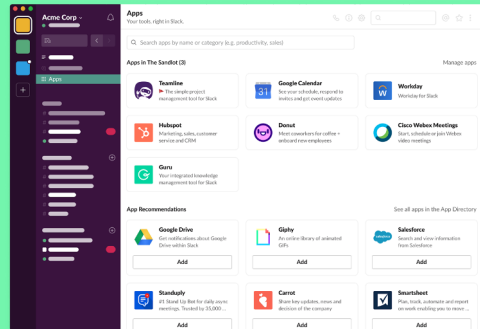 Acme Corp
Apps
Apps
Your tools, right in Slack.
Search apps by name or category (e.g. productivity, sales)
Apps in The Sandlot (3)
Manage apps
Teamline
The simple project
management tool for Slack
Google Calendar
31
See your schedule, respond to
invites and get event updates
Workday
Workday for Slack
Hubspot
Marketing, sales, customer
service and CRM
Donut
Meet coworkers for coffee +
onboard new employees
Cisco Webex Meetings
Start, schedule or join Webex
video meetings
Guru
Your integrated knowledge
management tool for Slack
App Recommendations
See all apps in the App Directory
Google Drive
Get notifications about Google
Drive within Slack
Add
Giphy
An online library of animated
GIFs
Add
Salesforce
Search and view information
from Salesforce
Add
Standuply
#1 Stand Up Bot for daily async
meetings. Trusted by 35,000 ...
Add
Carrot
Share key updates, news and
decision of the company
Add
Smartsheet
Plan, track, automate and report
on work enabling you to move ...
Add